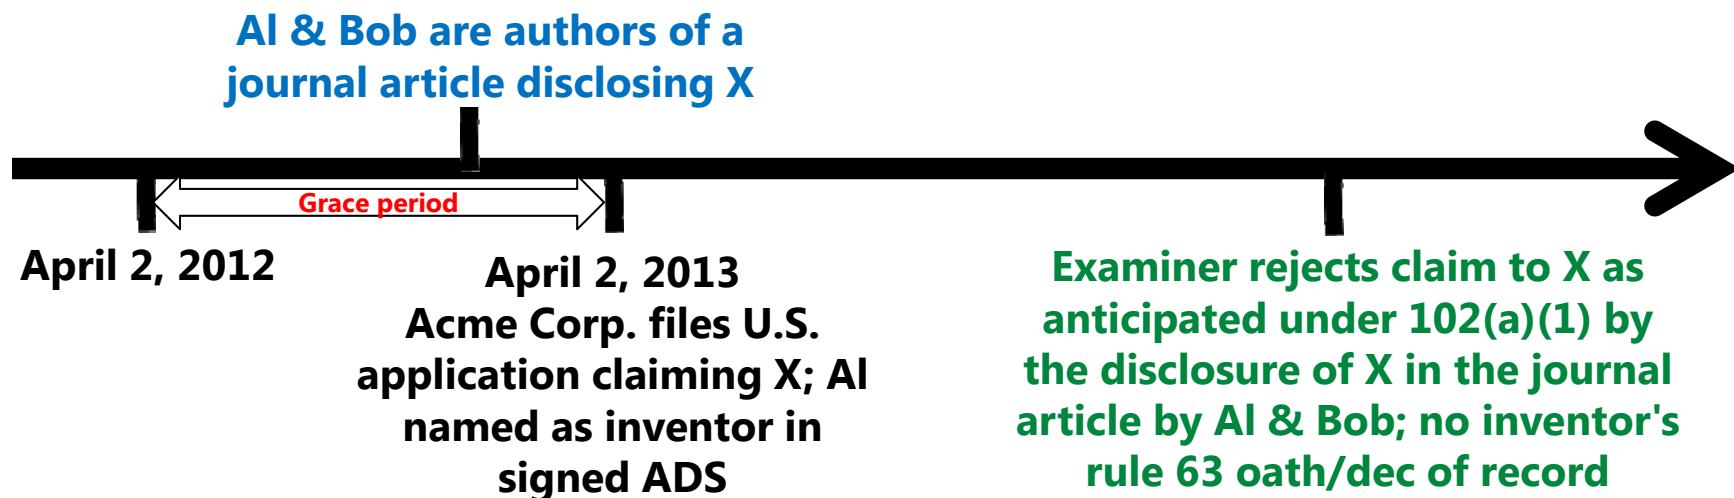 Al & Bob are authors of a
journal article disclosing X
Grace period
April 2, 2012
April 2, 2013
Acme Corp. files U.S.
application claiming X; Al
named as inventor in
signed ADS
Examiner rejects claim to X as
anticipated under 102(a)(1) by
the disclosure of X in the journal
article by Al & Bob; no inventor's
rule 63 oath/dec of record